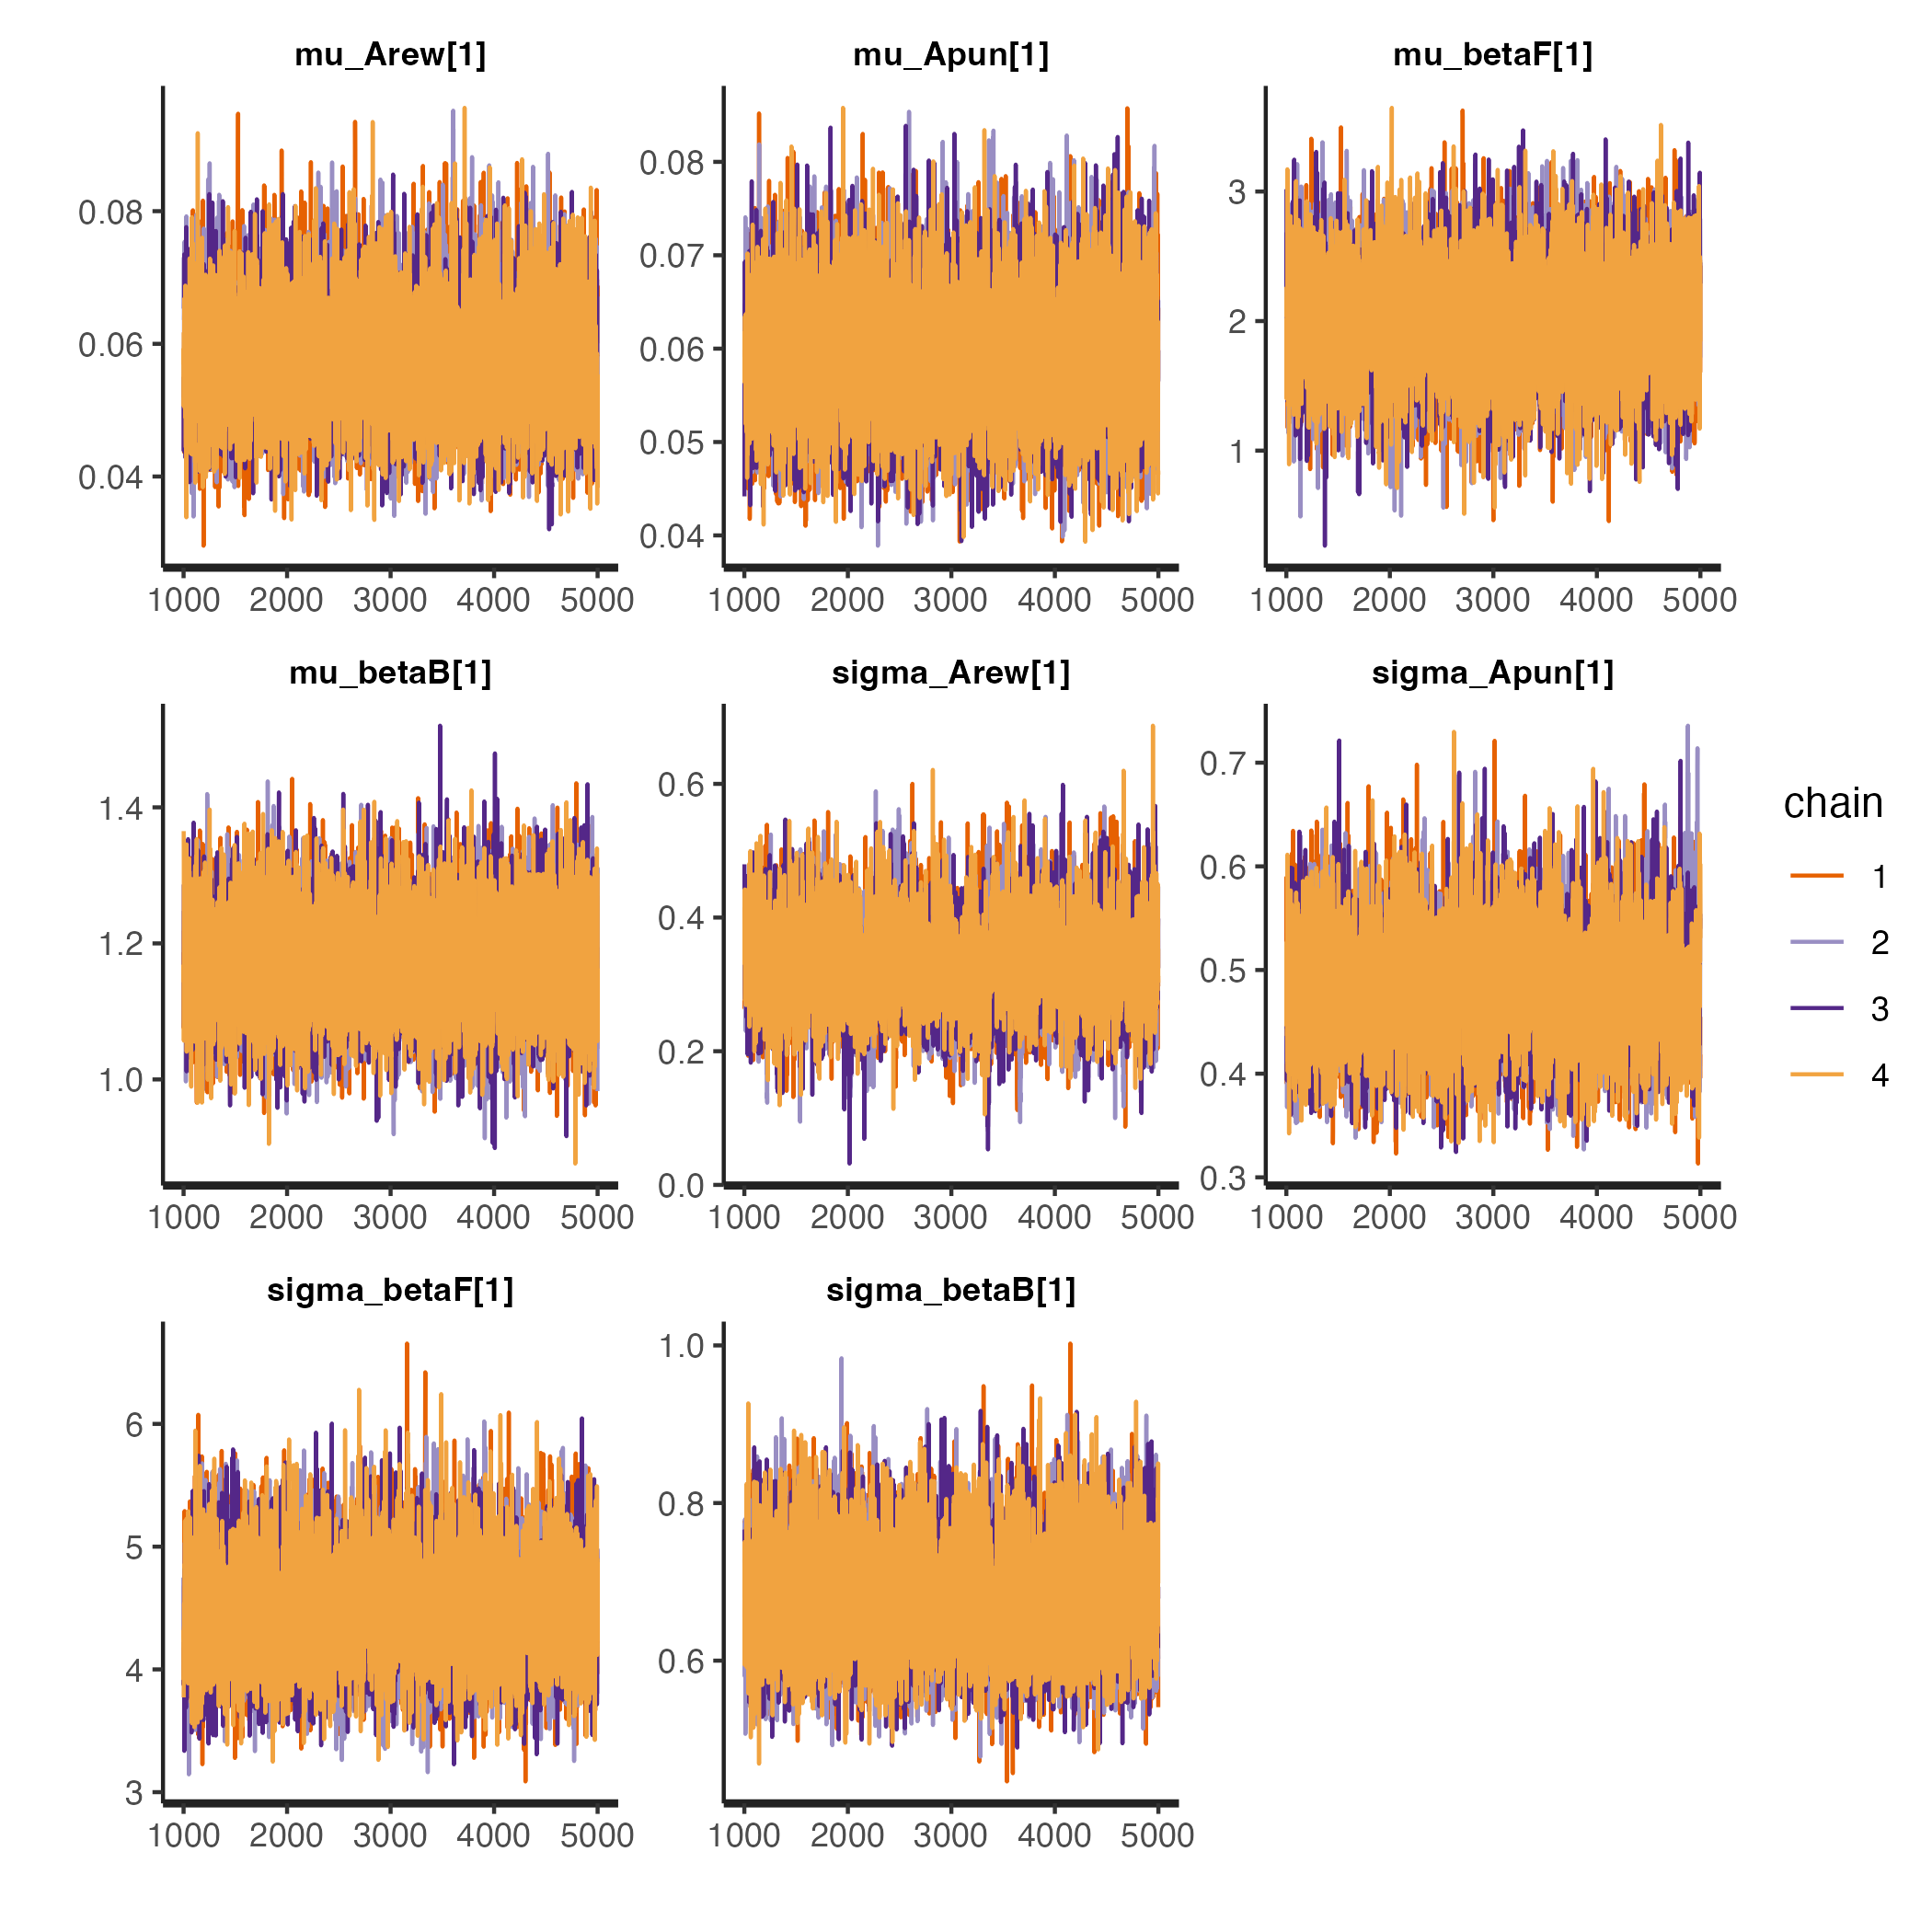 mu_Arew[1] mu_Apun[1] mu_betaF[1]
0.08
0.06
0.04
1000 2000 3000 4000 5000
0.08
0.07
0.06
0.05
0.04
1000 2000 3000 4000 5000
3
2
1
1000 2000 3000 4000 5000
mu_betaB[1] sigma_Arew[1] sigma_Apun[1]
1.4
1.2
1.0
1000 2000 3000 4000 5000
0.6
0.4
0.2
0.0
1000 2000 3000 4000 5000
0.7
0.6
0.5
0.4
0.3
1000 2000 3000 4000 5000
sigma_betaF[1] sigma_betaB[1]
6
5
4
3
1000 2000 3000 4000 5000
1.0
0.8
0.6
1000 2000 3000 4000 5000
chain
1
2
3
4